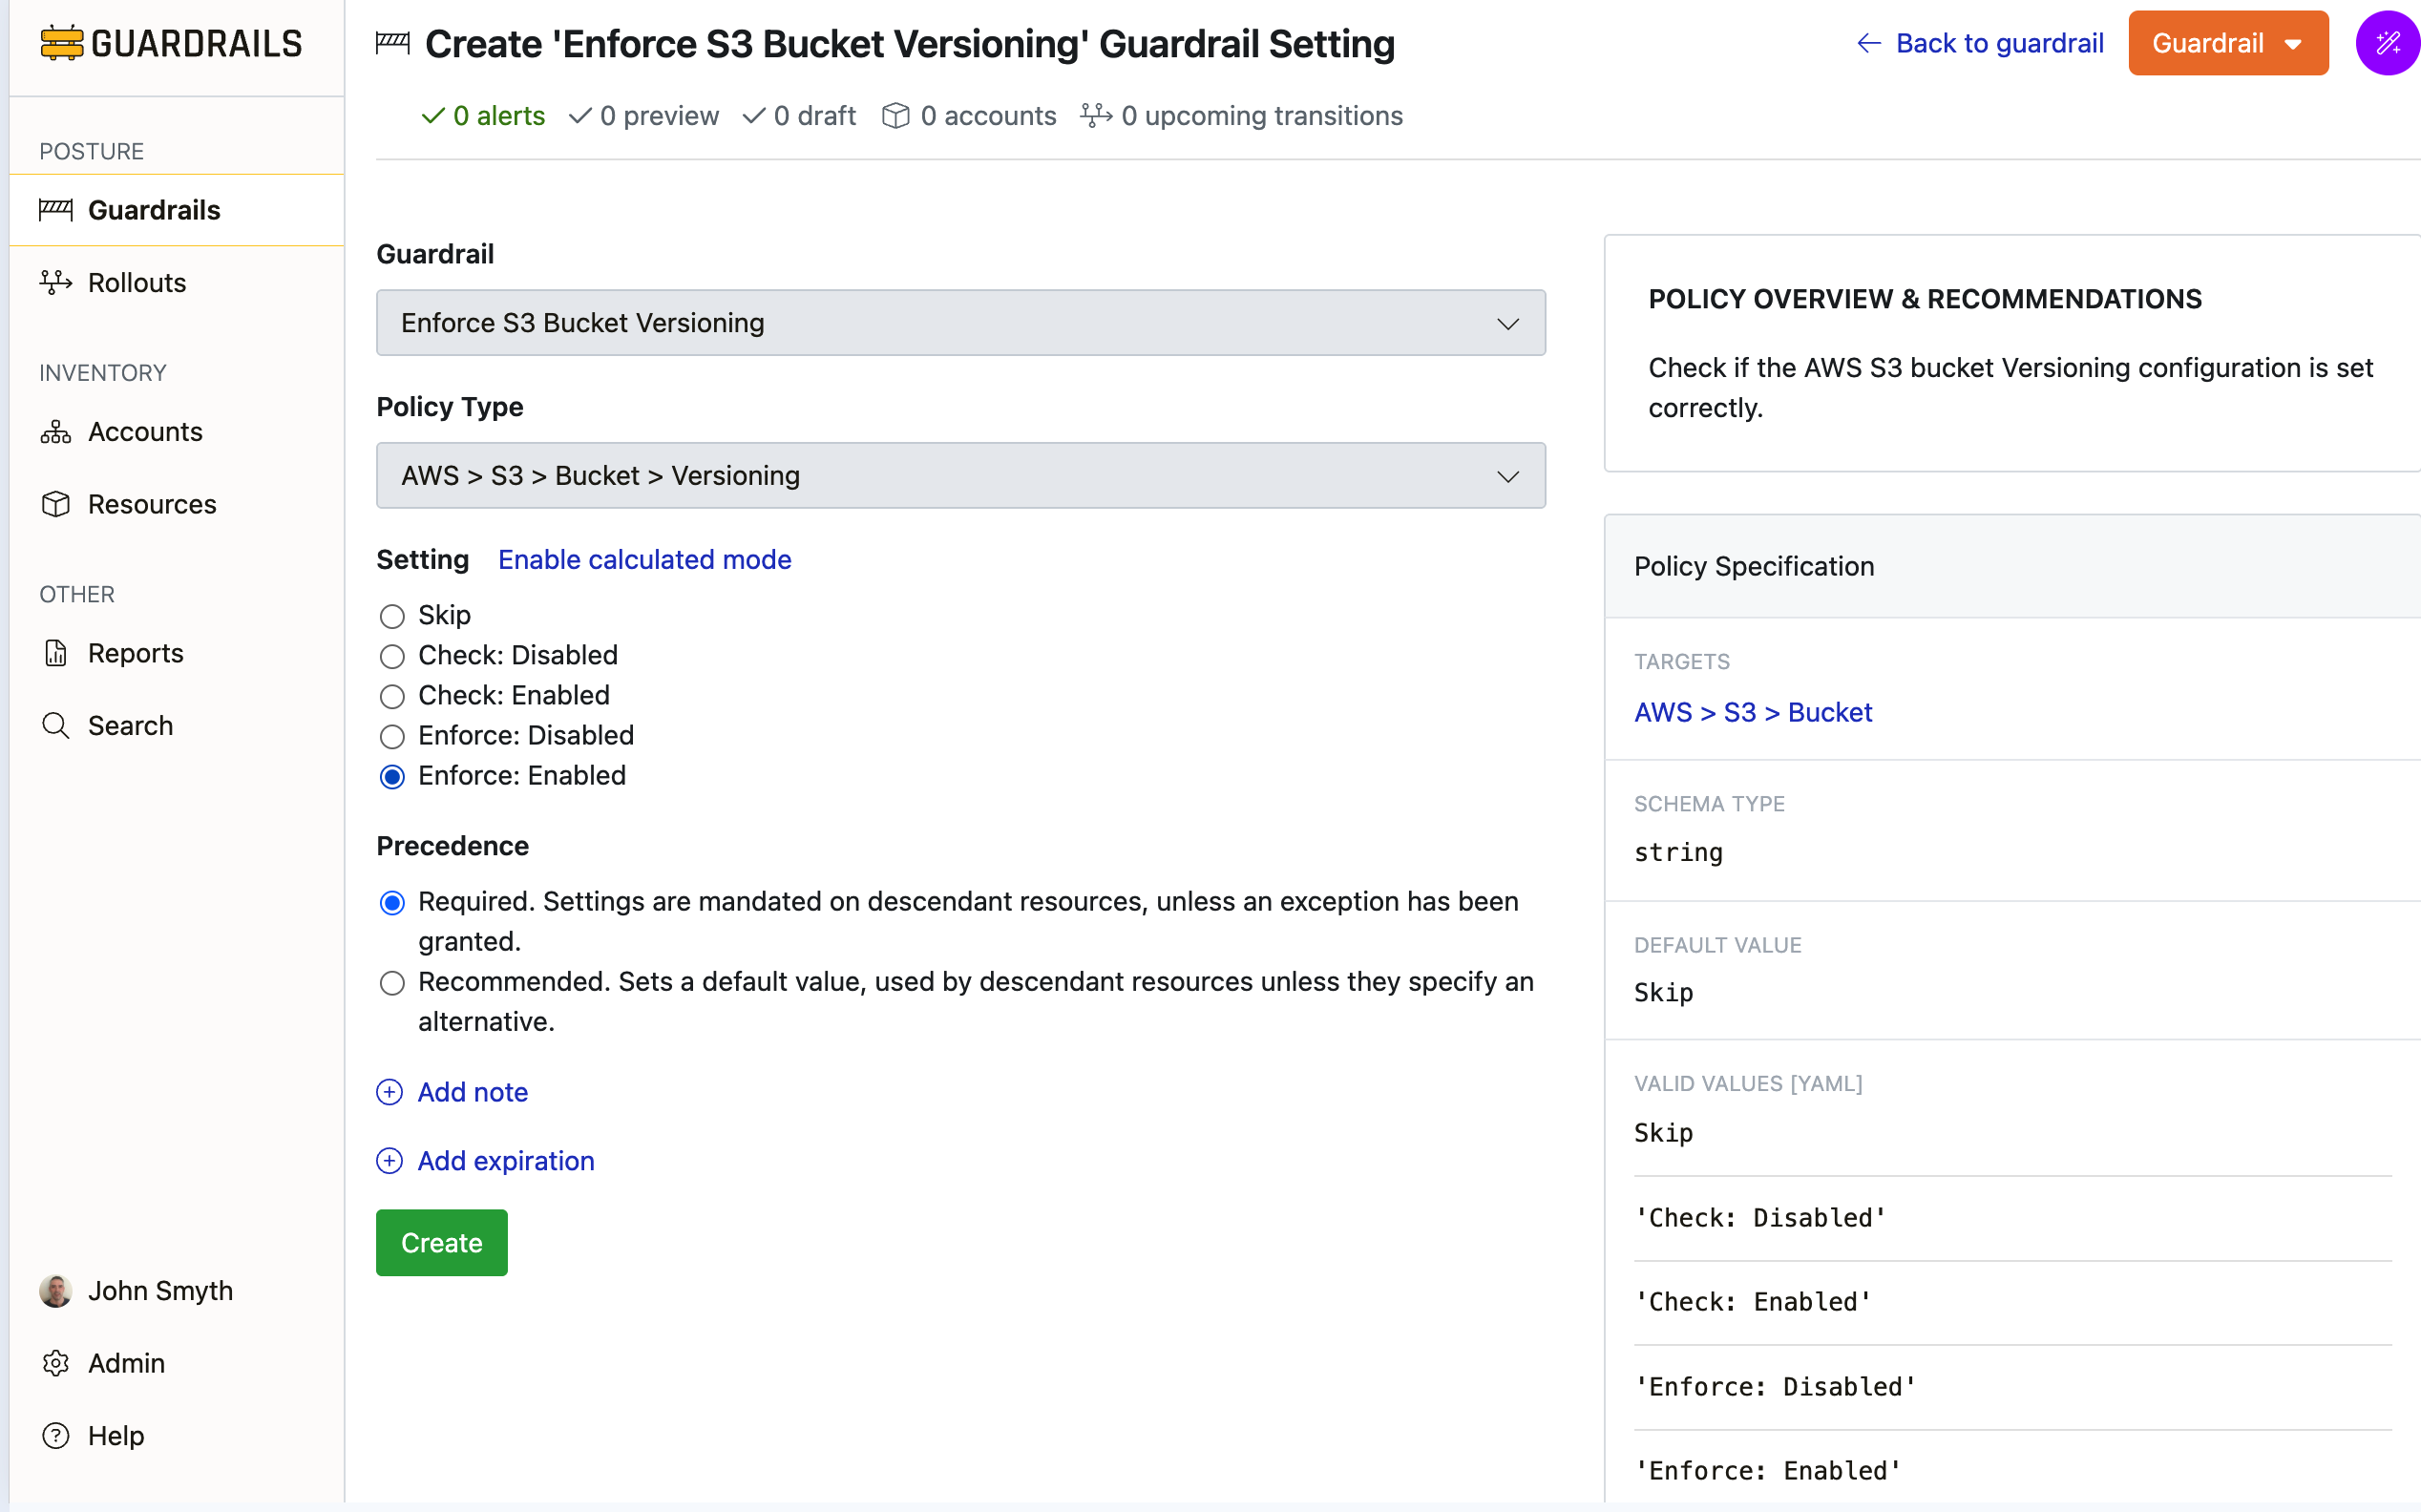 GUARDRAILS
POSTURE
Guardrails
Rollouts
INVENTORY
Accounts
Resources
OTHER
Reports
Search
John Smyth
Admin
Help
Create 'Enforce S3 Bucket Versioning' Guardrail Setting
Back to guardrail
Guardrail
0 alerts 0 preview 0 draft 0 accounts 0 upcoming transitions
Guardrail
Enforce S3 Bucket Versioning
Policy Type
AWS > S3 > Bucket > Versioning
Setting Enable calculated mode
Skip
Check: Disabled
Check: Enabled
Enforce: Disabled
Enforce: Enabled
Precedence
Required. Settings are mandated on descendant resources, unless an exception has been
granted.
Recommended. Sets a default value, used by descendant resources unless they specify an
alternative.
Add note
Add expiration
Create
POLICY OVERVIEW & RECOMMENDATIONS
Check if the AWS S3 bucket Versioning configuration is set
correctly.
Policy Specification
TARGETS
AWS > S3 > Bucket
SCHEMA TYPE
string
DEFAULT VALUE
Skip
VALID VALUES [YAML]
Skip
'Check: Disabled'
'Check: Enabled'
'Enforce: Disabled'
'Enforce: Enabled'